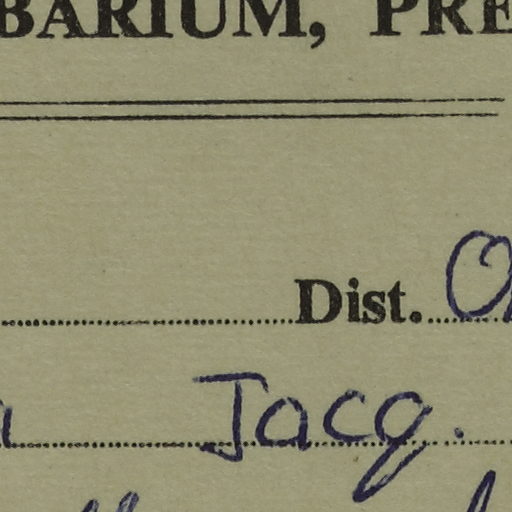 BARIUM, PRE
Dist. O
a Jacq.